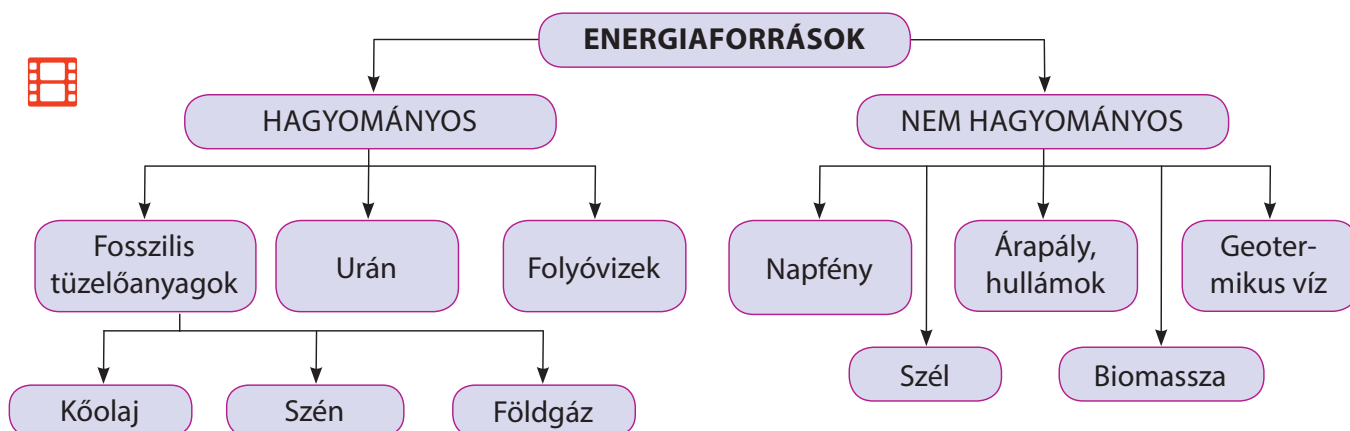 ENERGIAFORRÁSOK
HAGYOMÁNYOS
NEM HAGYOMÁNYOS
Fosszilis
tüzelőanyagok
Urán
Folyóvizek
Napfény
Árapály,
hullámok
Geoter-
mikus víz
Szél
Biomassza
Kőolaj
Szén
Földgáz